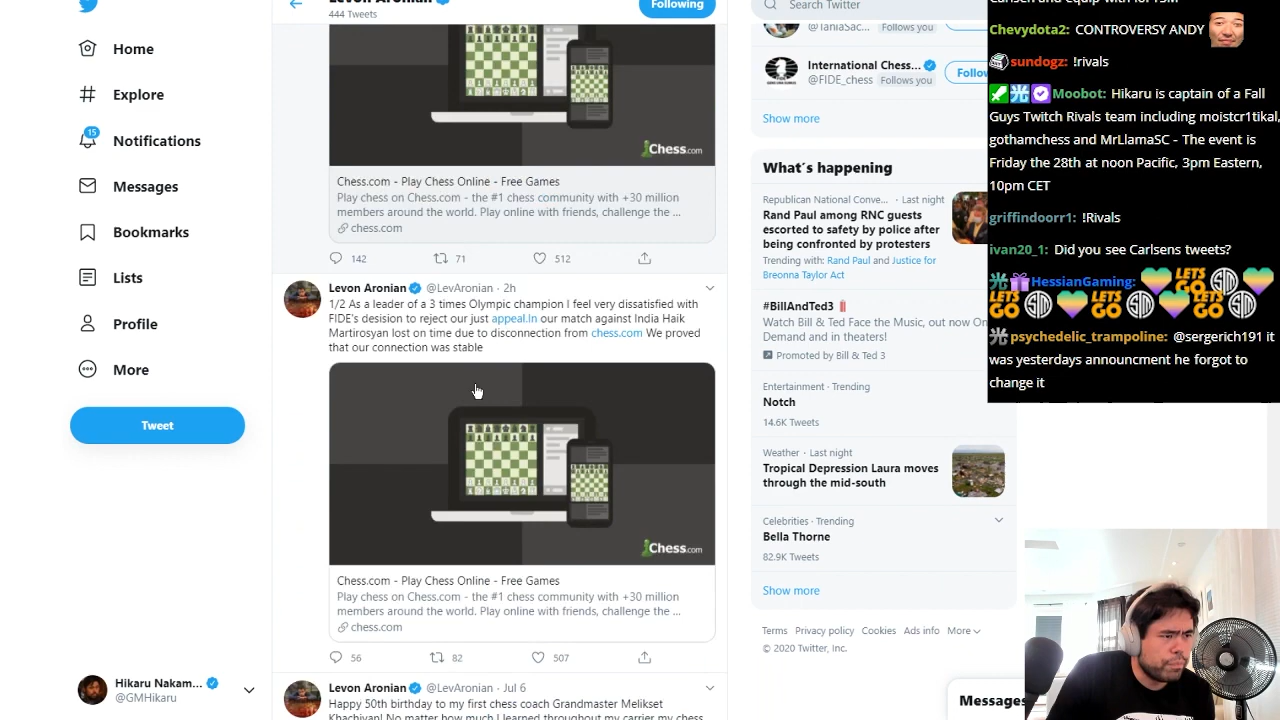 Home
Explore
15
Notifications
Messages
Bookmarks
Lists
Profile
More
Tweet
Hikaru Nakam...
@GMHikaru
Levon Aronian
444 Tweets
Following
Chess.com
Chess.com - Play Chess Online - Free Games
Play chess on Chess.com - the #1 chess community with +30 million
members around the world. Play online with friends, challenge the ...
chess.com
142
71
512
Levon Aronian @LevAronian · 2h
1/2 As a leader of a 3 times Olympic champion I feel very dissatisfied with
FIDE's decision to reject our just appeal.In our match against India Haik
Martirosyan lost on time due to disconnection from chess.com We proved
that our connection was stable
Chess.com
Chess.com - Play Chess Online - Free Games
Play chess on Chess.com - the #1 chess community with +30 million
members around the world. Play online with friends, challenge the ...
chess.com
56
82
507
Levon Aronian @LevAronian · Jul 6
Happy 50th birthday to my first chess coach Grandmaster Melikset
Khachiyan! No matter how much I learned throughout my carrier my chess
Search Twitter
@TaniaSac... Follows you
International Chess...
@FIDE_chess Follows you
Follow
Show more
What's happening
Republican National Conve... · Last night
Rand Paul among RNC guests
escorted to safety by police after
being confronted by protesters
Trending with: Rand Paul and Justice for
Breonna Taylor Act
#BillAndTed3
Watch Bill & Ted Face the Music, out now On
Demand and in theaters!
Promoted by Bill & Ted 3
Entertainment · Trending
Notch
14.6K Tweets
Weather · Last night
Tropical Depression Laura moves
through the mid-south
Celebrities · Trending
Bella Thorne
82.9K Tweets
Show more
Terms Privacy policy Cookies Ads info More
© 2020 Twitter, Inc.
Messages
Chevydota2: CONTROVERSY ANDY
sundogz: !rivals
Moobot: Hikaru is captain of a Fall
Guys Twitch Rivals team including moistcr1tikal,
gothamchess and MrLlamaSC - The event is
Friday the 28th at noon Pacific, 3pm Eastern,
10pm CET
griffindoorr1: !Rivals
ivan20_1: Did you see Carlsens tweets?
HessianGaming: LETS GO
LETS GO LETS GO LETS GO
psychedelic_trampoline: @sergerich191 it
was yesterdays announcment he forgot to
change it